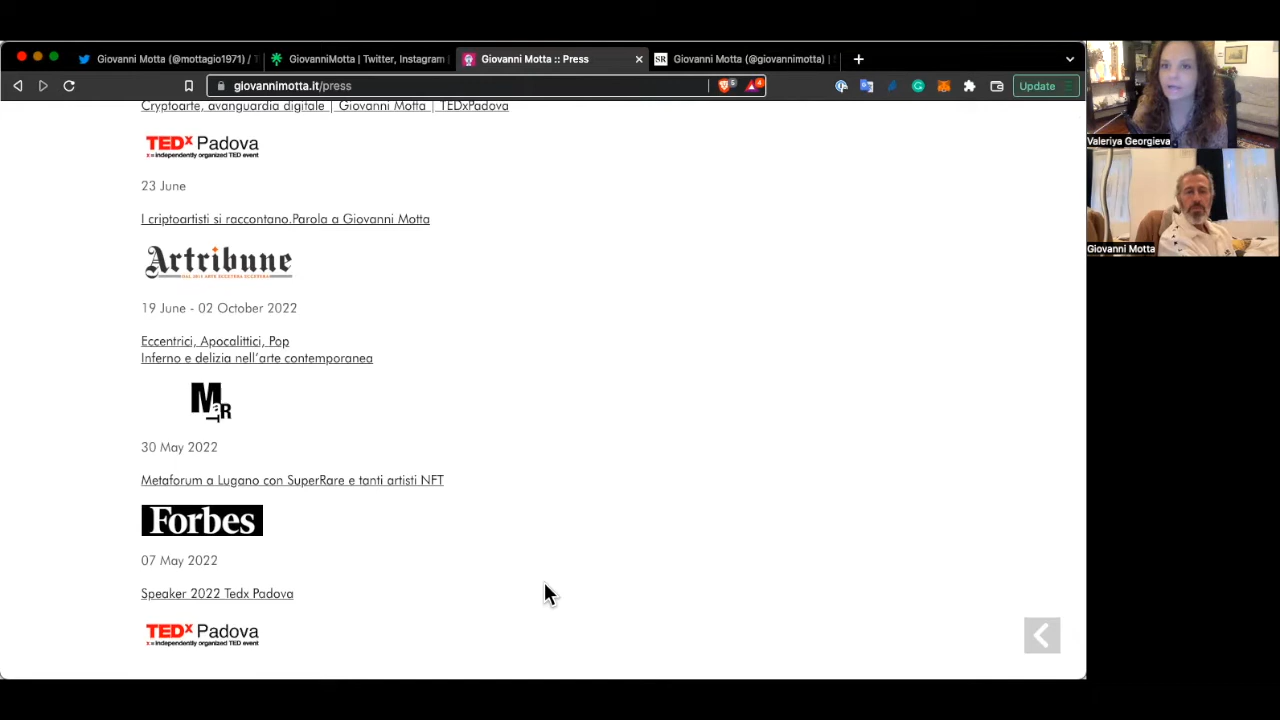 Giovanni Motta (@mottagio1971) / T
GiovanniMotta | Twitter, Instagram
Giovanni Motta :: Press
SR Giovanni Motta (@giovannimotta) | S
giovannimotta.it/press
5
4
Update
Cryptoarte, avanguardia digitale | Giovanni Motta | TEDxPadova
TEDx Padova
x = independently organized TED event
23 June
I criptoartisti si raccontano.Parola a Giovanni Motta
Artribune
19 June - 02 October 2022
Eccentrici, Apocalittici, Pop
Inferno e delizia nell'arte contemporanea
MaRT
30 May 2022
Metaforum a Lugano con SuperRare e tanti artisti NFT
Forbes
07 May 2022
Speaker 2022 Tedx Padova
TEDx Padova
x = independently organized TED event
Valeriya Georgieva
Giovanni Motta